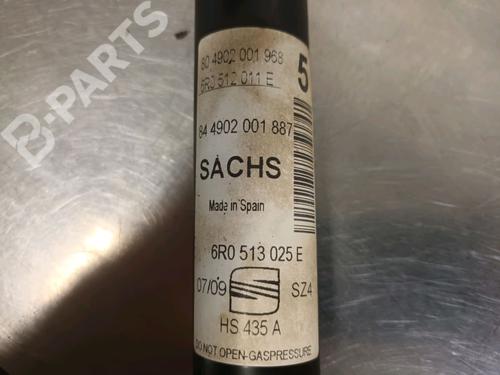 80 4902 001 968
6R0 512 011 E
5
84 4902 001 887
SACHS
Made in Spain
6R0 513 025 E
07/09
SZ4
HS 435 A
DO NOT OPEN-GASPRESSURE
B-PARTS